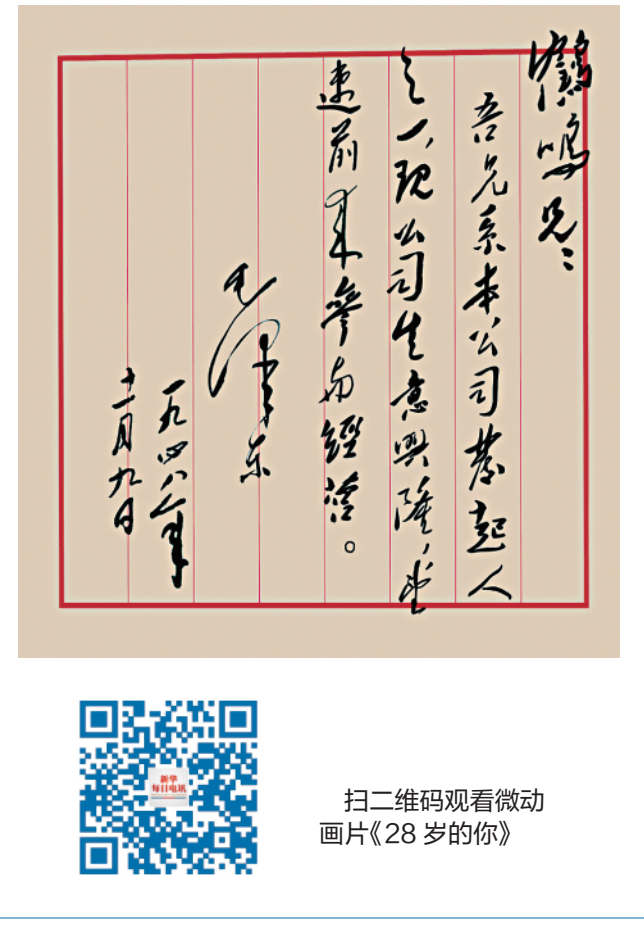 鶴鳴兄：
吾兄系本公司發起人
之一，現公司生意興隆，望
速前來參与經營。
毛澤东
一九四八年
十一月九日
新华
每日电讯
扫二维码观看微动
画片《28 岁的你》